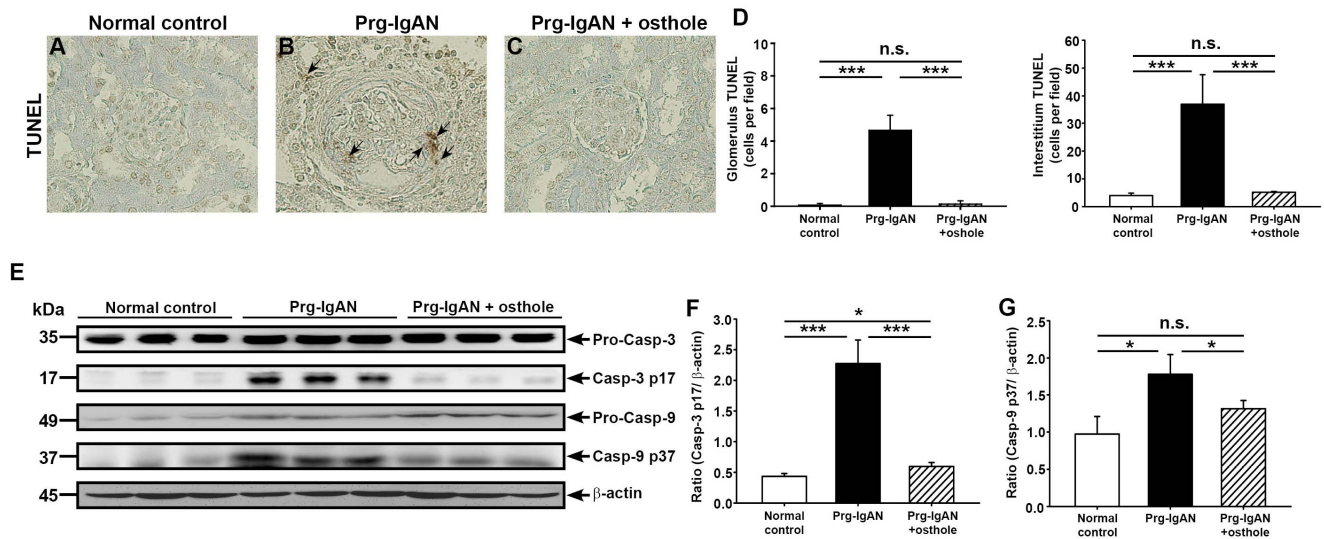 Normal control
Prg-IgAN
Prg-IgAN + osthole
TUNEL
A
B
C
D
Glomerulus TUNEL
(cells per field)
10
8
6
4
2
0
n.s.
*** ***
Normal
control
Prg-IgAN
Prg-IgAN
+oshole
Interstitium TUNEL
(cells per field)
60
50
40
30
20
10
0
n.s.
*** ***
Normal
control
Prg-IgAN
Prg-IgAN
+osthole
E
kDa
Normal control
Prg-IgAN
Prg-IgAN + osthole
35
Pro-Casp-3
17
Casp-3 p17
49
Pro-Casp-9
37
Casp-9 p37
45
β-actin
F
Ratio (Casp-3 p17/ β-actin)
3.0
2.5
2.0
1.5
1.0
0.5
0.0
*
*** ***
Normal
control
Prg-IgAN
Prg-IgAN
+osthole
G
Ratio (Casp-9 p37/ β-actin)
2.5
2.0
1.5
1.0
0.5
0.0
n.s.
* *
Normal
control
Prg-IgAN
Prg-IgAN
+osthole